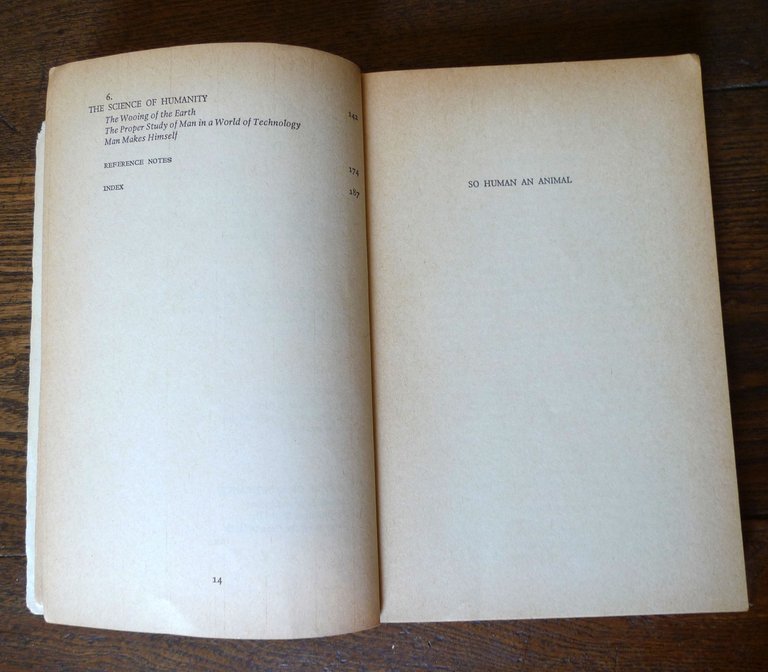 6.
THE SCIENCE OF HUMANITY 142
The Wooing of the Earth
The Proper Study of Man in a World of Technology
Man Makes Himself
REFERENCE NOTES 174
INDEX 187
14
SO HUMAN AN ANIMAL